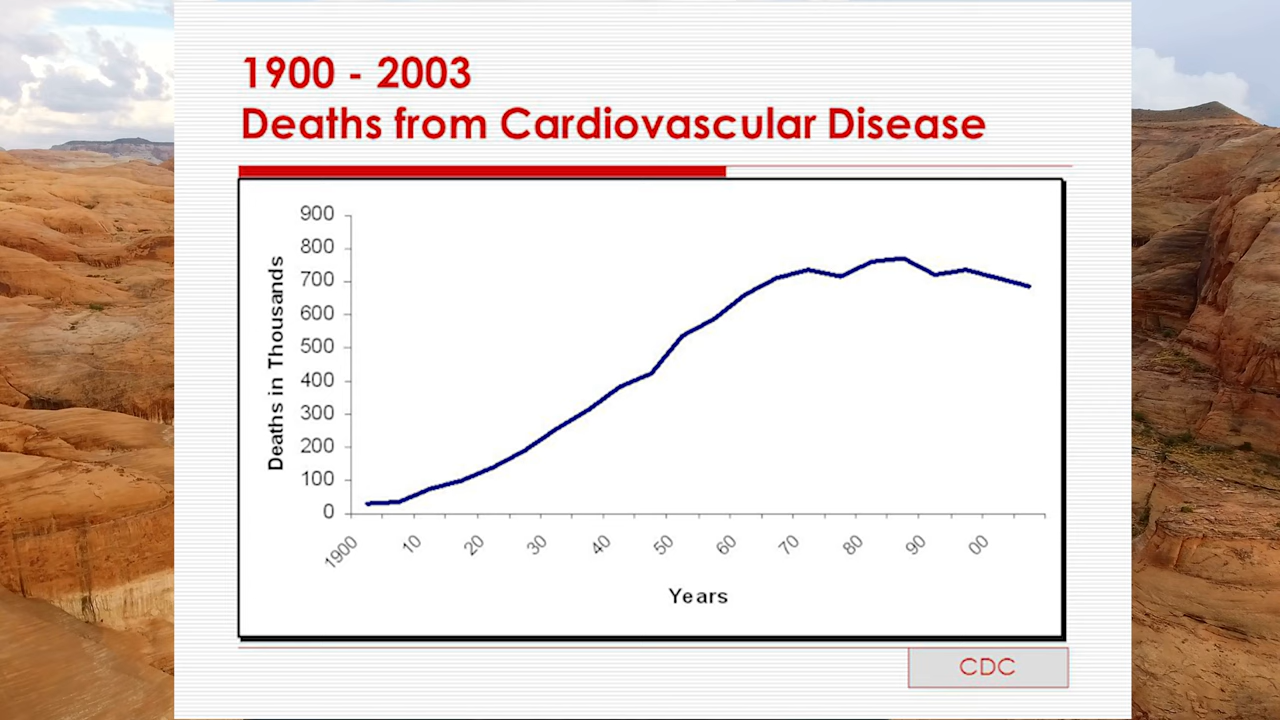 1900 - 2003
Deaths from Cardiovascular Disease
900
800
700
600
500
400
300
200
100
0
Deaths in Thousands
1900 10 20 30 40 50 60 70 80 90 00
Years
CDC